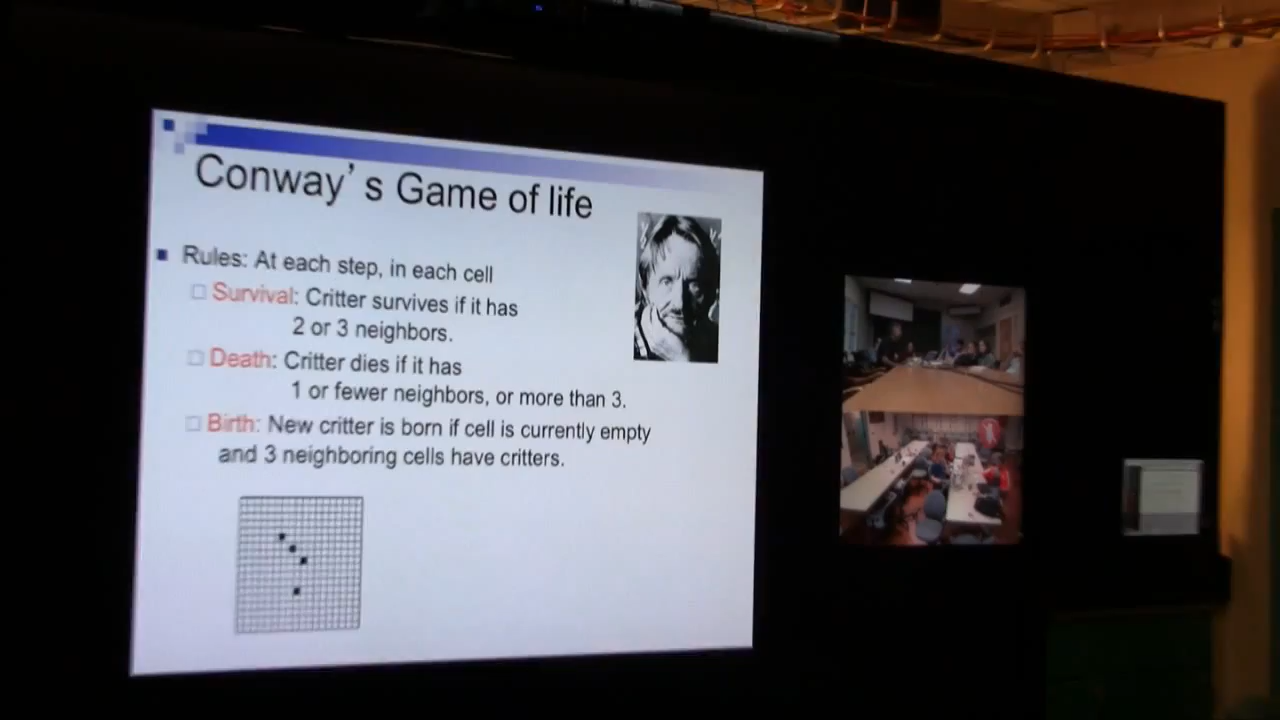 Conway's Game of life
Rules: At each step, in each cell
Survival: Critter survives if it has
2 or 3 neighbors.
Death: Critter dies if it has
1 or fewer neighbors, or more than 3.
Birth: New critter is born if cell is currently empty
and 3 neighboring cells have critters.